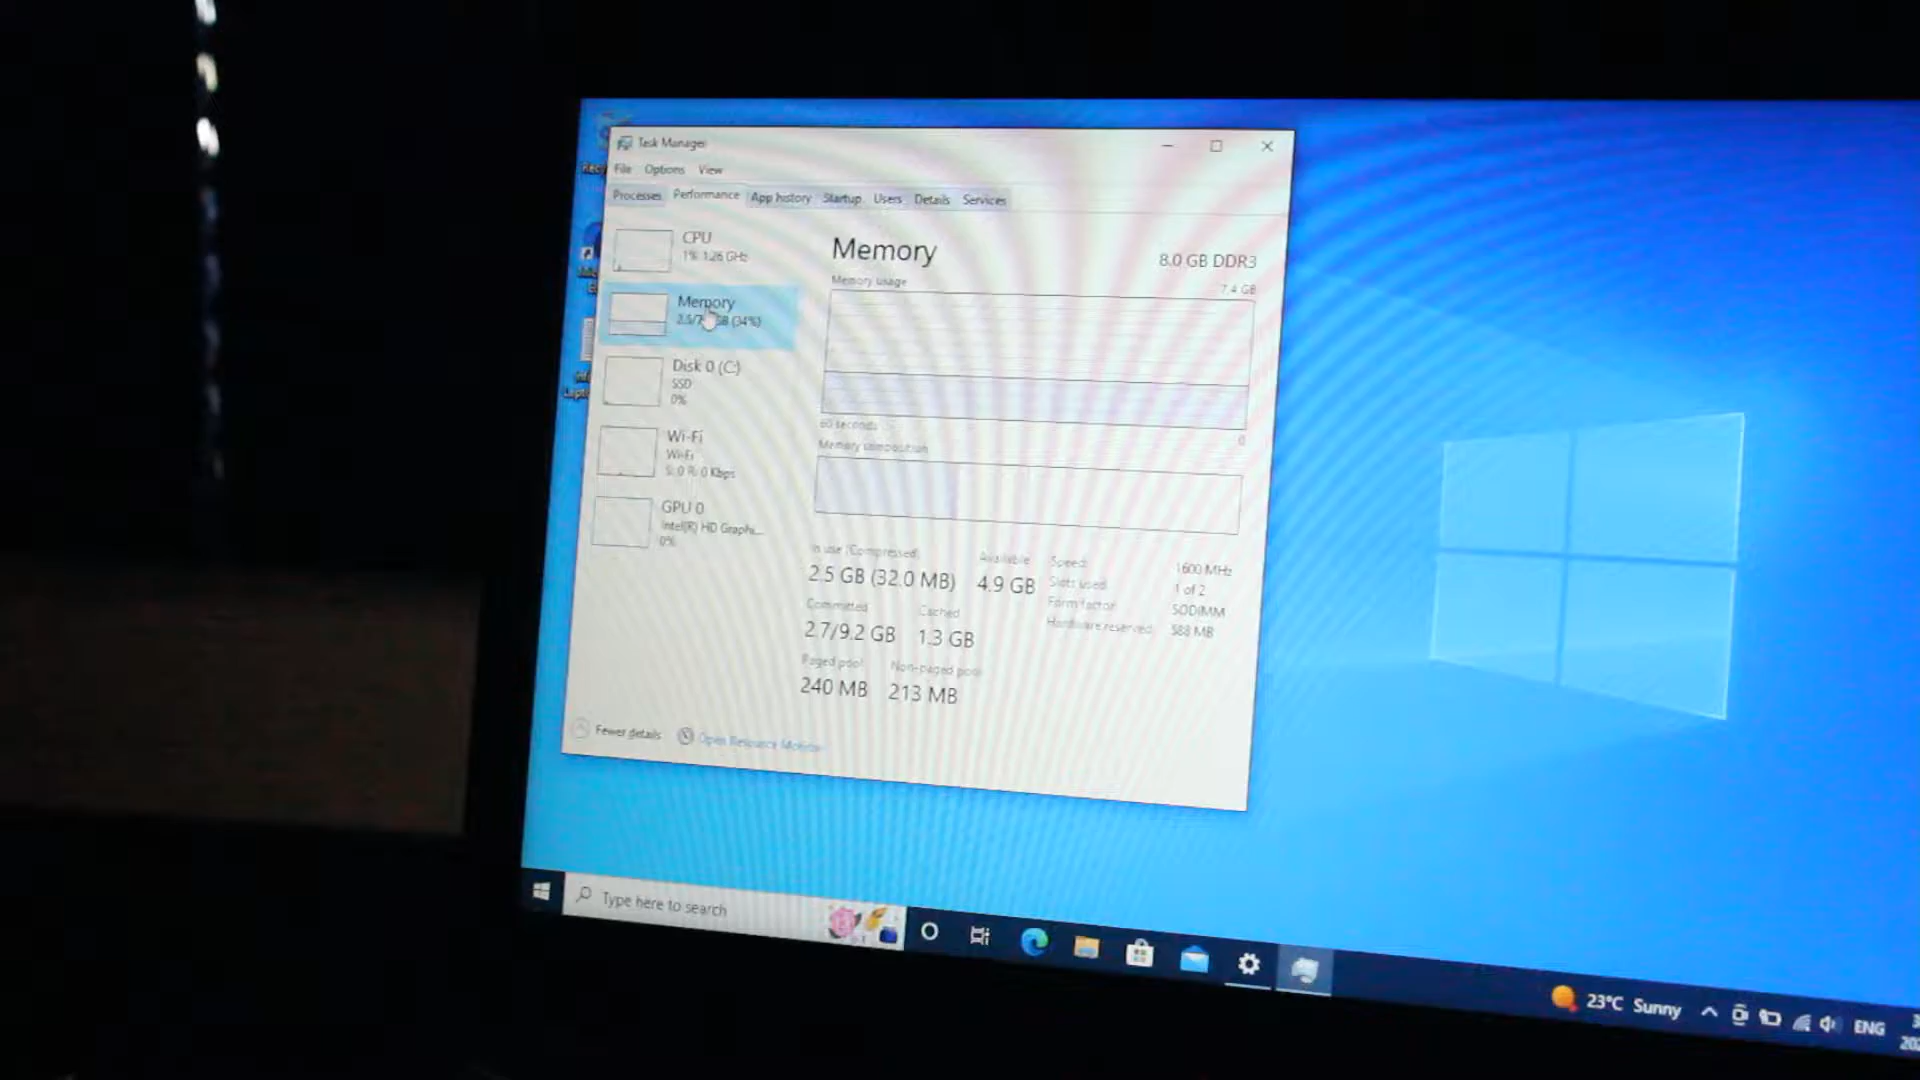 Task Manager
File Options View
Processes Performance App history Startup Users Details Services
CPU
1% 1.26 GHz
Memory
GB (34%)
Disk 0 (C:)
SSD
0%
Wi-Fi
Wi-Fi
S: 0 R: 0 Kbps
GPU 0
Intel(R) HD Graphi...
0%
Memory
8.0 GB DDR3
Memory usage
7.4 GB
60 seconds
0
Memory composition
In use (Compressed)
2.5 GB (32.0 MB)
Available
4.9 GB
Committed
2.7/9.2 GB
Cached
1.3 GB
Paged pool
240 MB
Non-paged pool
213 MB
Speed: 1600 MHz
Slots used: 1 of 2
Form factor: SODIMM
Hardware reserved: 588 MB
Fewer details
Open Resource Monitor
Type here to search
23°C Sunny
ENG